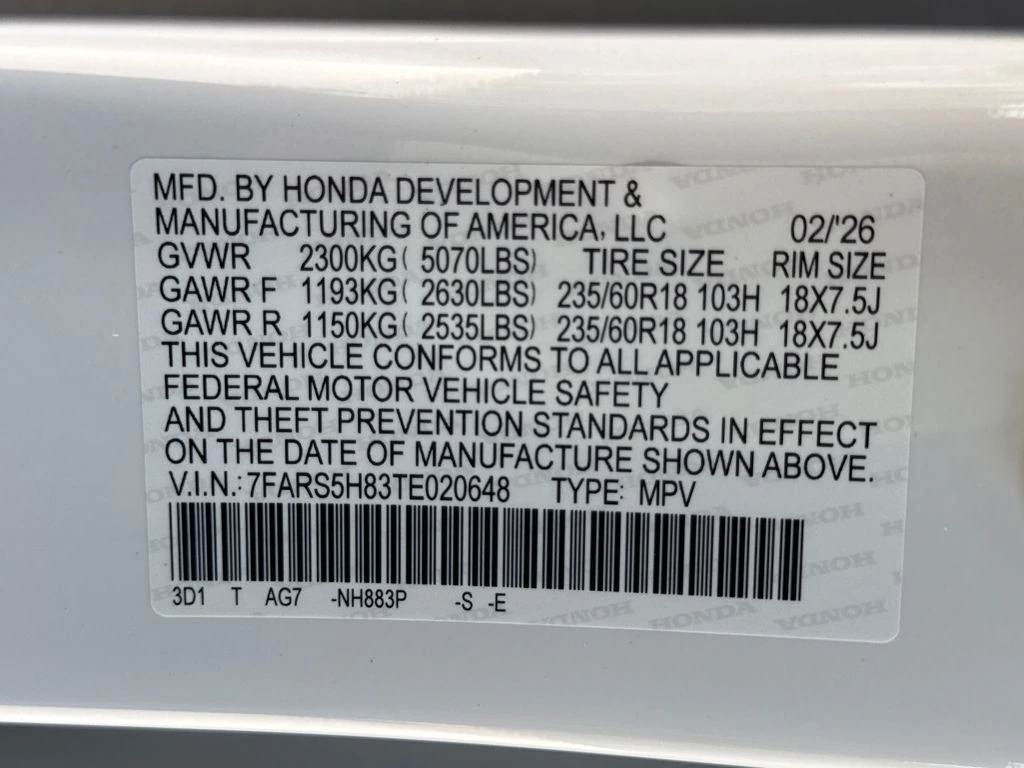 MFD. BY HONDA DEVELOPMENT &
MANUFACTURING OF AMERICA, LLC 02/'26
GVWR 2300KG( 5070LBS) TIRE SIZE RIM SIZE
GAWR F 1193KG( 2630LBS) 235/60R18 103H 18X7.5J
GAWR R 1150KG( 2535LBS) 235/60R18 103H 18X7.5J
THIS VEHICLE CONFORMS TO ALL APPLICABLE
FEDERAL MOTOR VEHICLE SAFETY
AND THEFT PREVENTION STANDARDS IN EFFECT
ON THE DATE OF MANUFACTURE SHOWN ABOVE.
V.I.N.: 7FARS5H83TE020648 TYPE: MPV
3D1 T AG7 -NH883P -S -E